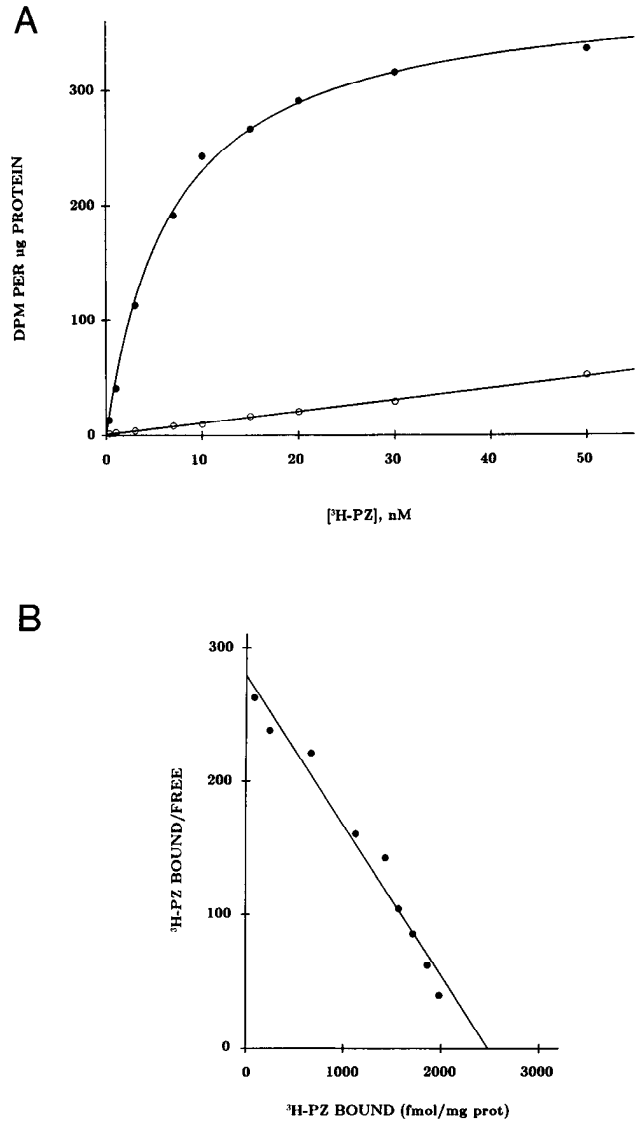 A
DPM PER µg PROTEIN
300
200
100
0
0 10 20 30 40 50
[³H-PZ], nM
B
³H-PZ BOUND/FREE
300
200
100
0
0 1000 2000 3000
³H-PZ BOUND (fmol/mg prot)